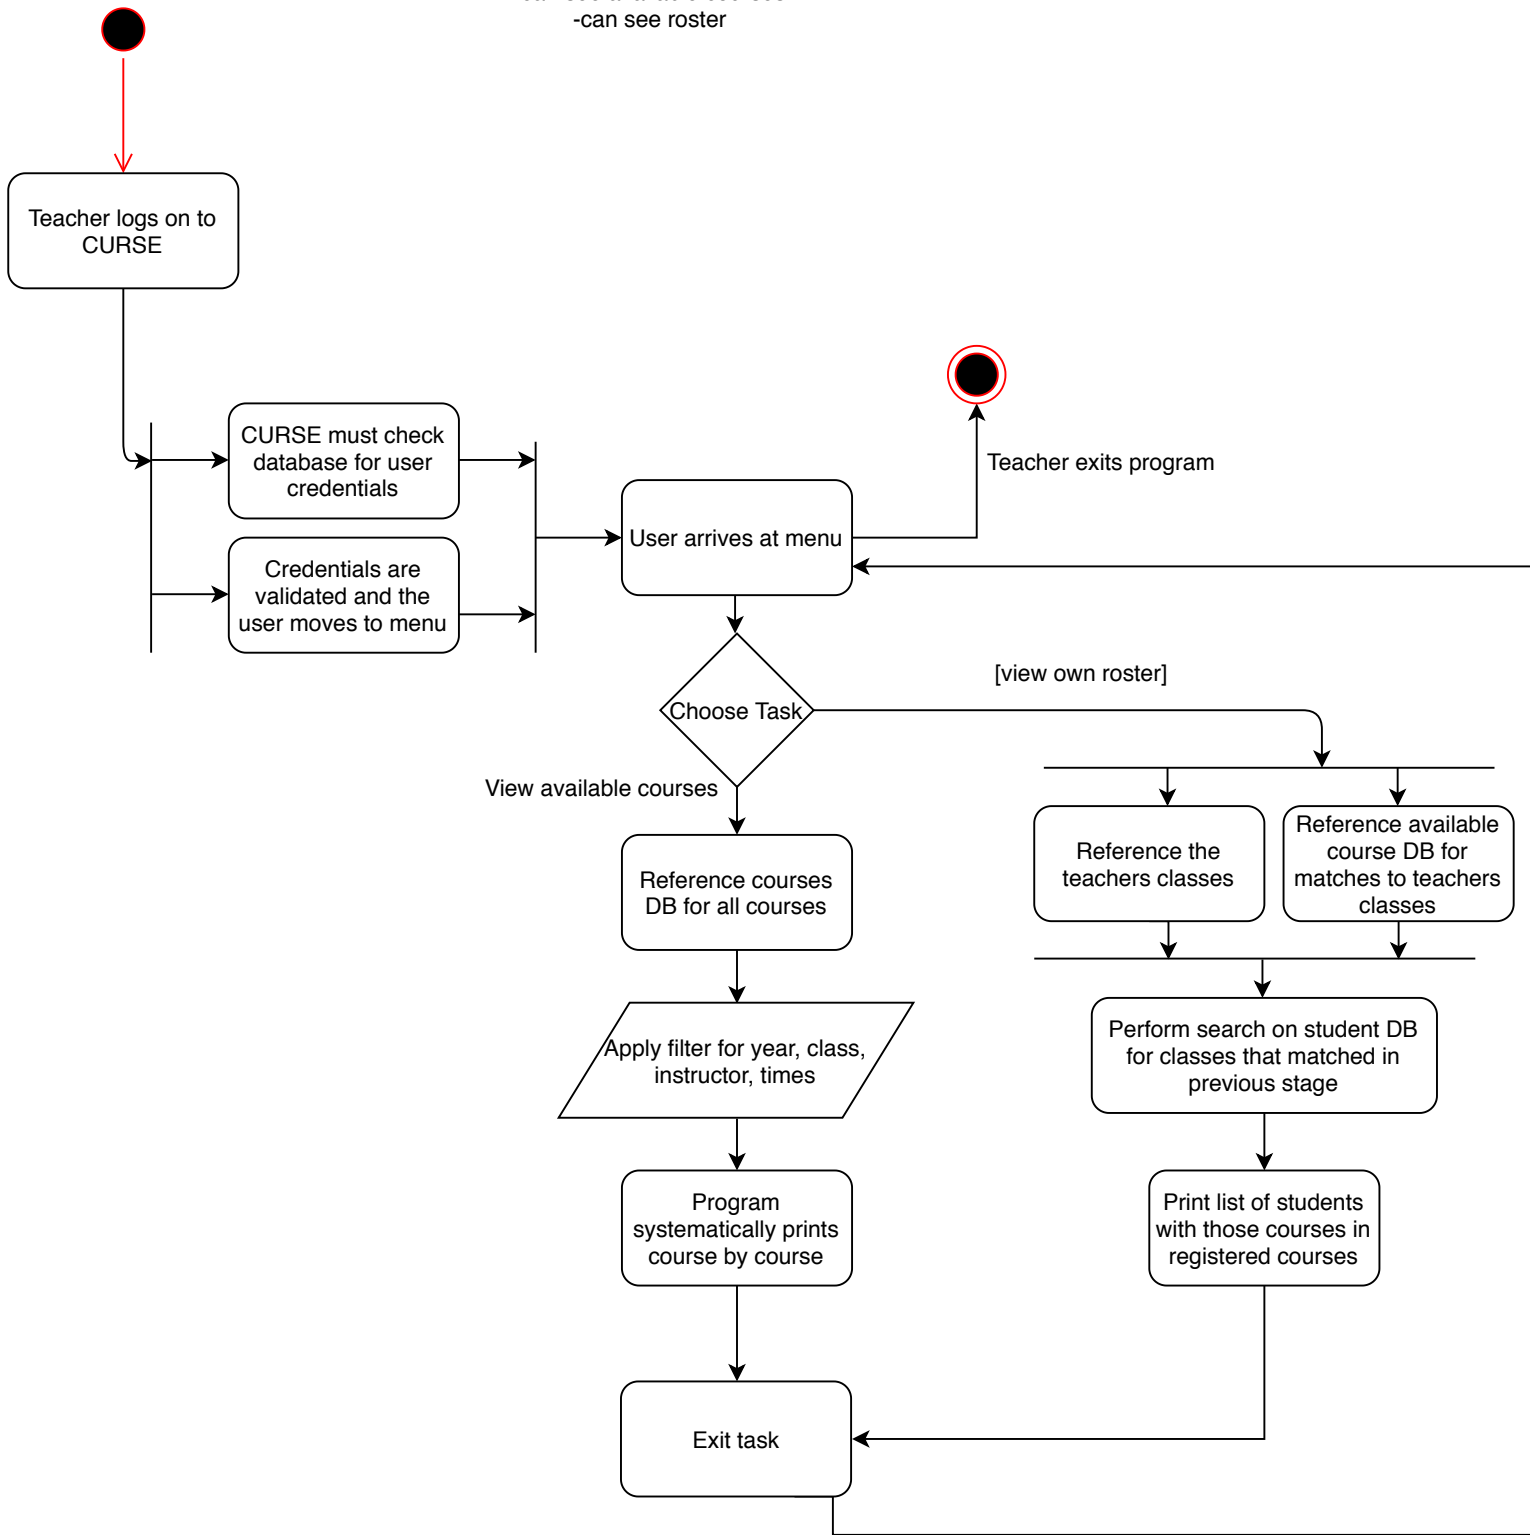 -can see roster
Teacher logs on to
CURSE
CURSE must check
database for user
credentials
Credentials are
validated and the
user moves to menu
User arrives at menu
Teacher exits program
Choose Task
[view own roster]
View available courses
Reference courses
DB for all courses
Reference the
teachers classes
Reference available
course DB for
matches to teachers
classes
Apply filter for year, class,
instructor, times
Perform search on student DB
for classes that matched in
previous stage
Program
systematically prints
course by course
Print list of students
with those courses in
registered courses
Exit task